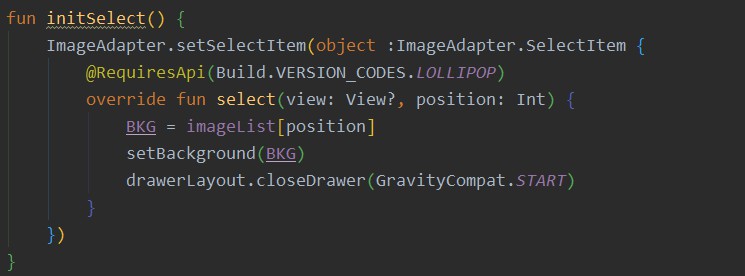 fun initSelect() {
    ImageAdapter.setSelectItem(object :ImageAdapter.SelectItem {
        @RequiresApi(Build.VERSION_CODES.LOLLIPOP)
        override fun select(view: View?, position: Int) {
            BKG = imageList[position]
            setBackground(BKG)
            drawerLayout.closeDrawer(GravityCompat.START)
        }
    })
}